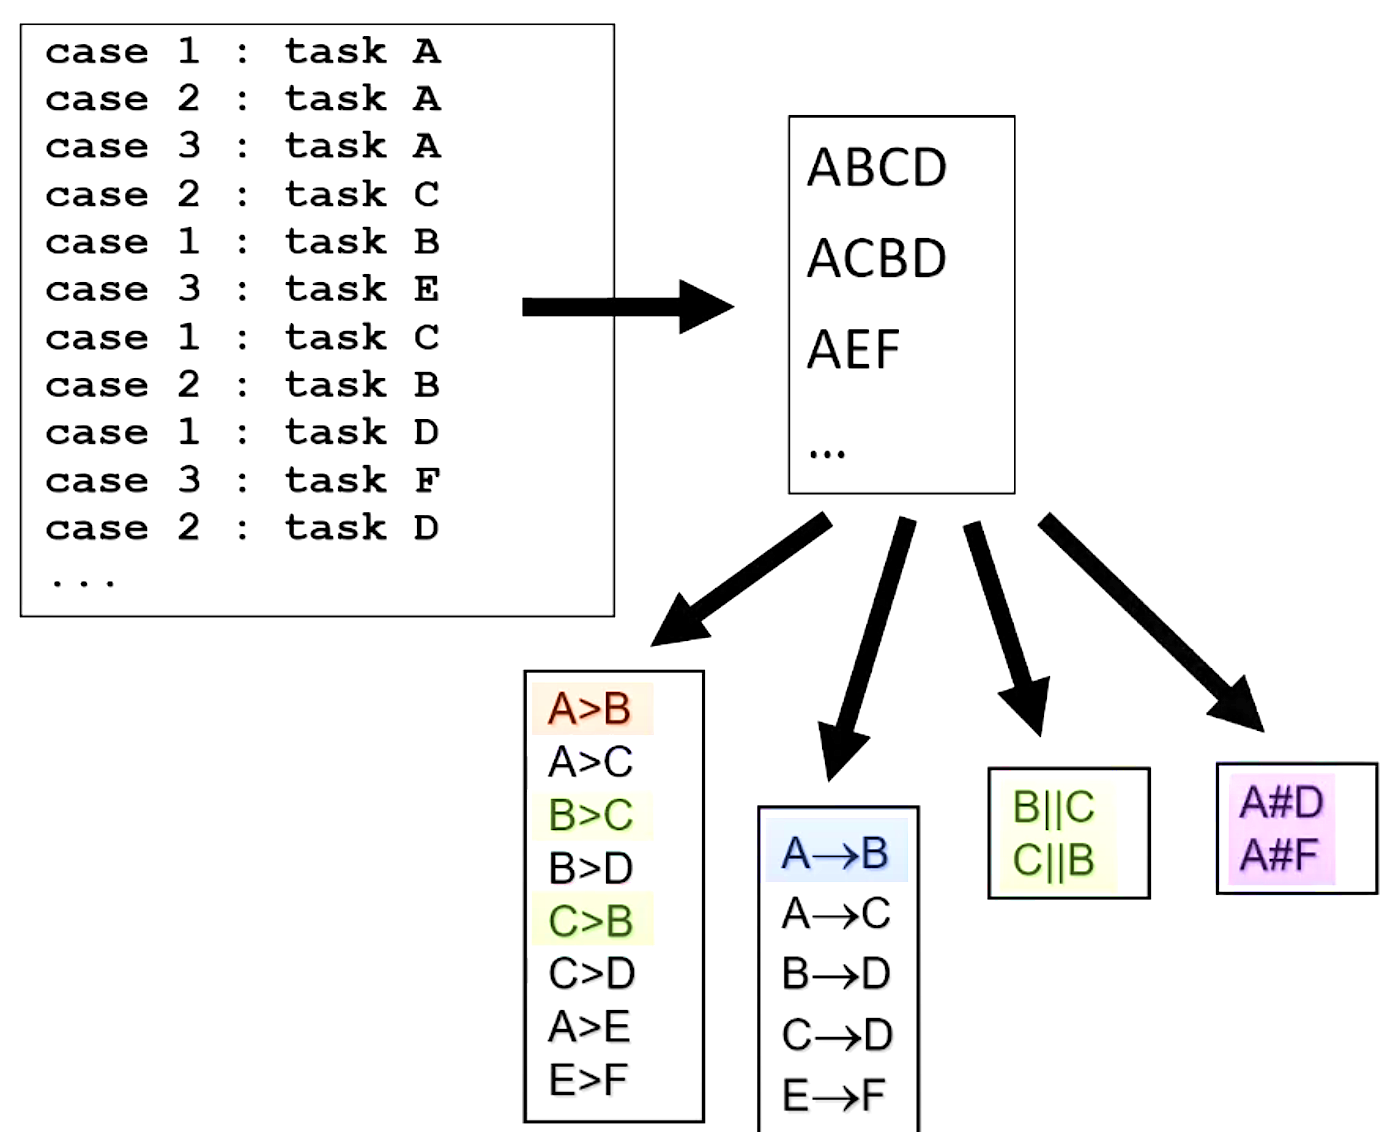 case 1 : task A
case 2 : task A
case 3 : task A
case 2 : task C
case 1 : task B
case 3 : task E
case 1 : task C
case 2 : task B
case 1 : task D
case 3 : task F
case 2 : task D
...
ABCD
ACBD
AEF
...
A>B
A>C
B>C
B>D
C>B
C>D
A>E
E>F
A→B
A→C
B→D
C→D
E→F
B||C
C||B
A#D
A#F